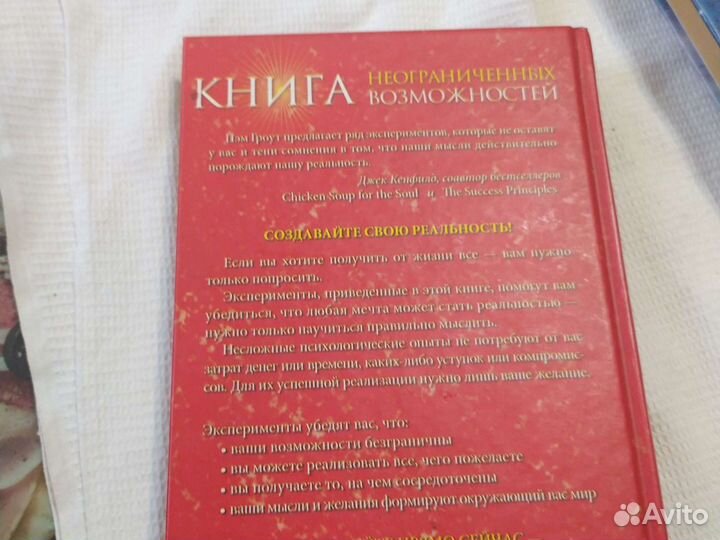 КНИГА НЕОГРАНИЧЕННЫХ
ВОЗМОЖНОСТЕЙ
Пэм Гроут предлагает ряд экспериментов, которые не оставят
у вас и тени сомнения в том, что ваши мысли действительно
порождают вашу реальность.
Джек Кенфилд, соавтор бестселлеров
Chicken Soup for the Soul и The Success Principles
СОЗДАВАЙТЕ СВОЮ РЕАЛЬНОСТЬ!
Если вы хотите получить от жизни все — вам нужно
только попросить.
Эксперименты, приведенные в этой книге, помогут вам
убедиться, что любая мечта может стать реальностью —
нужно только научиться правильно мыслить.
Несложные психологические опыты не потребуют от вас
затрат денег или времени, каких-либо уступок или компромис-
сов. Для их успешной реализации нужно лишь ваше желание.
Эксперименты убедят вас, что:
• ваши возможности безграничны
• вы можете реализовать все, чего пожелаете
• вы получаете то, на чем сосредоточены
• ваши мысли и желания формируют окружающий вас мир
СЕЙЧАС
Avito